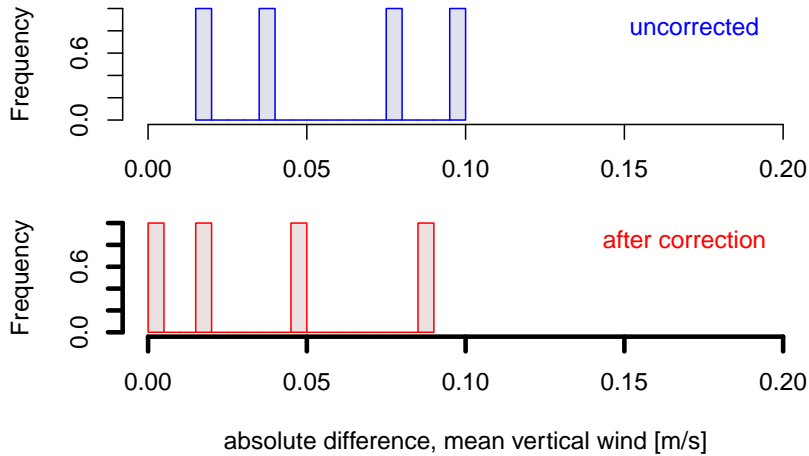 Frequency
0.0 0.6
uncorrected
0.00 0.05 0.10 0.15 0.20
Frequency
0.0 0.6
after correction
0.00 0.05 0.10 0.15 0.20
absolute difference, mean vertical wind [m/s]